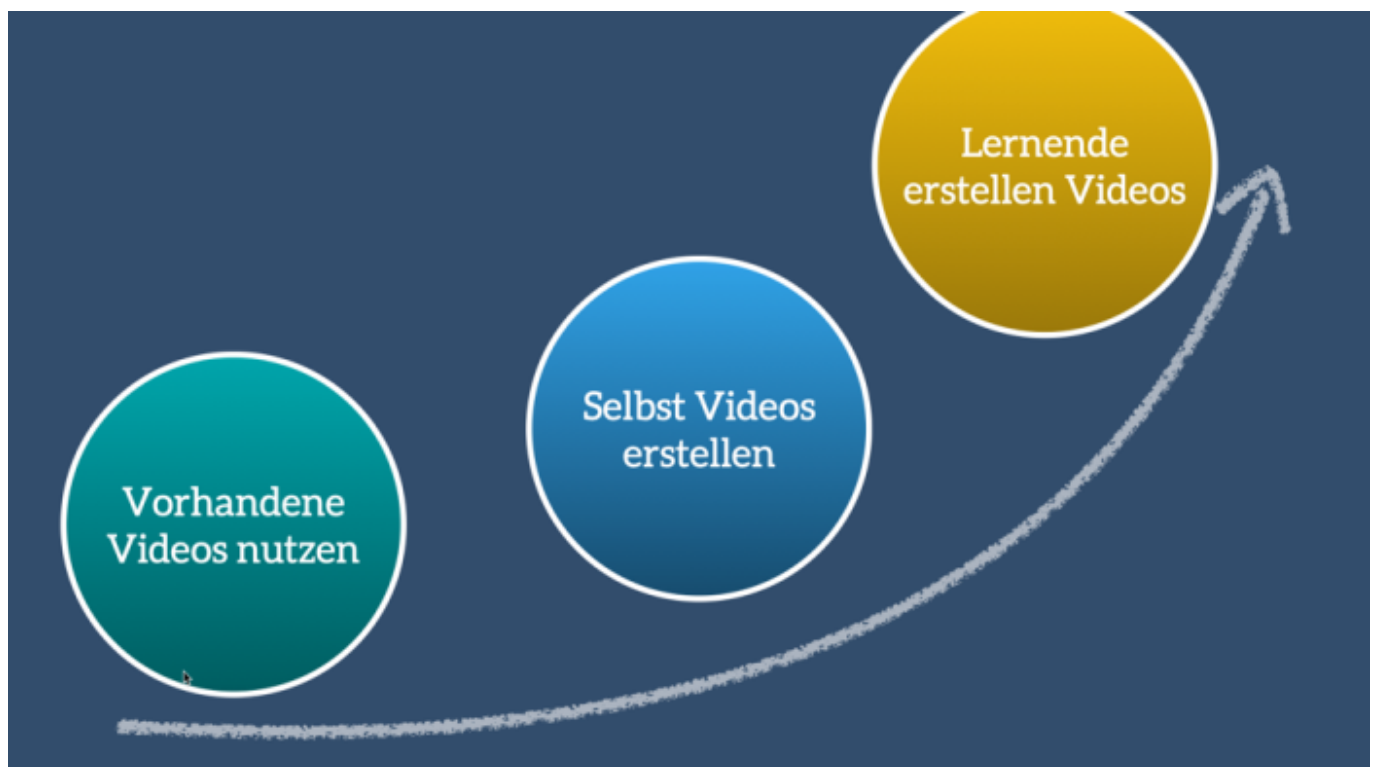 Lernende
erstellen Videos
Selbst Videos
erstellen
Vorhandene
Videos nutzen